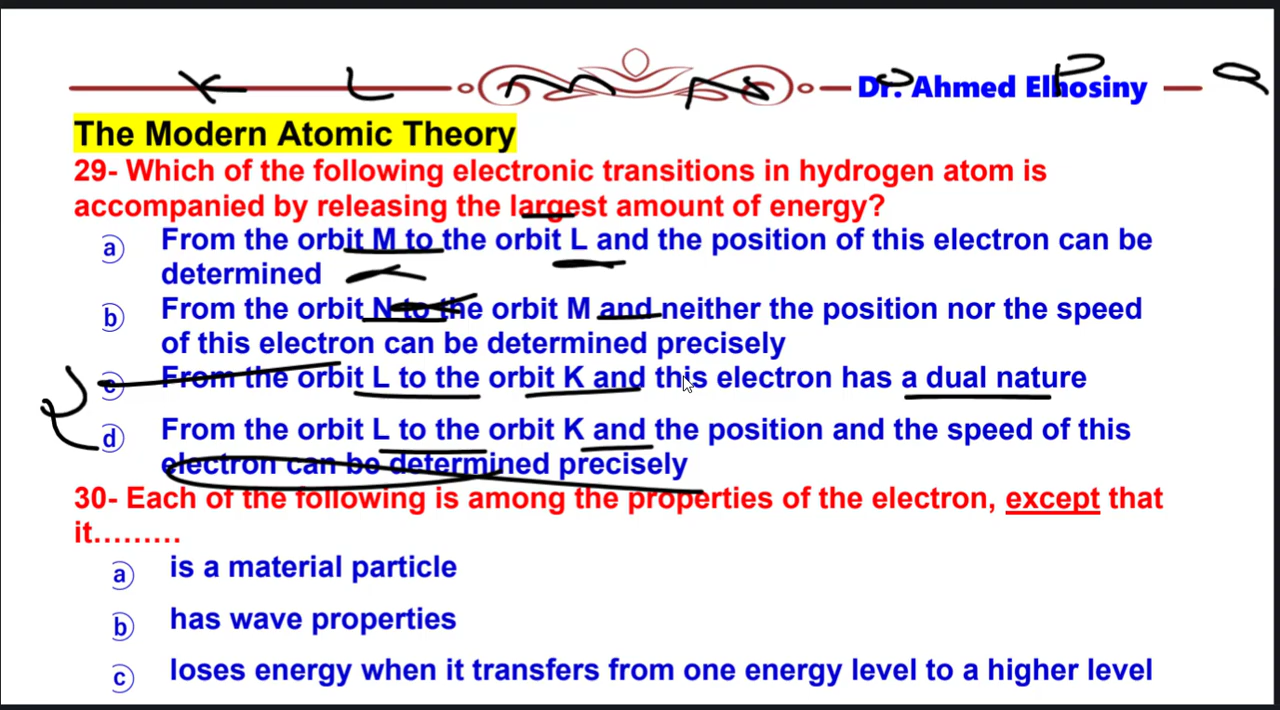 K L M N O P Q
Dr. Ahmed Elhosiny
The Modern Atomic Theory
29- Which of the following electronic transitions in hydrogen atom is
accompanied by releasing the largest amount of energy?
a From the orbit M to the orbit L and the position of this electron can be
determined
b From the orbit N to the orbit M and neither the position nor the speed
of this electron can be determined precisely
c From the orbit L to the orbit K and this electron has a dual nature
d From the orbit L to the orbit K and the position and the speed of this
electron can be determined precisely
30- Each of the following is among the properties of the electron, except that
it………
a is a material particle
b has wave properties
c loses energy when it transfers from one energy level to a higher level